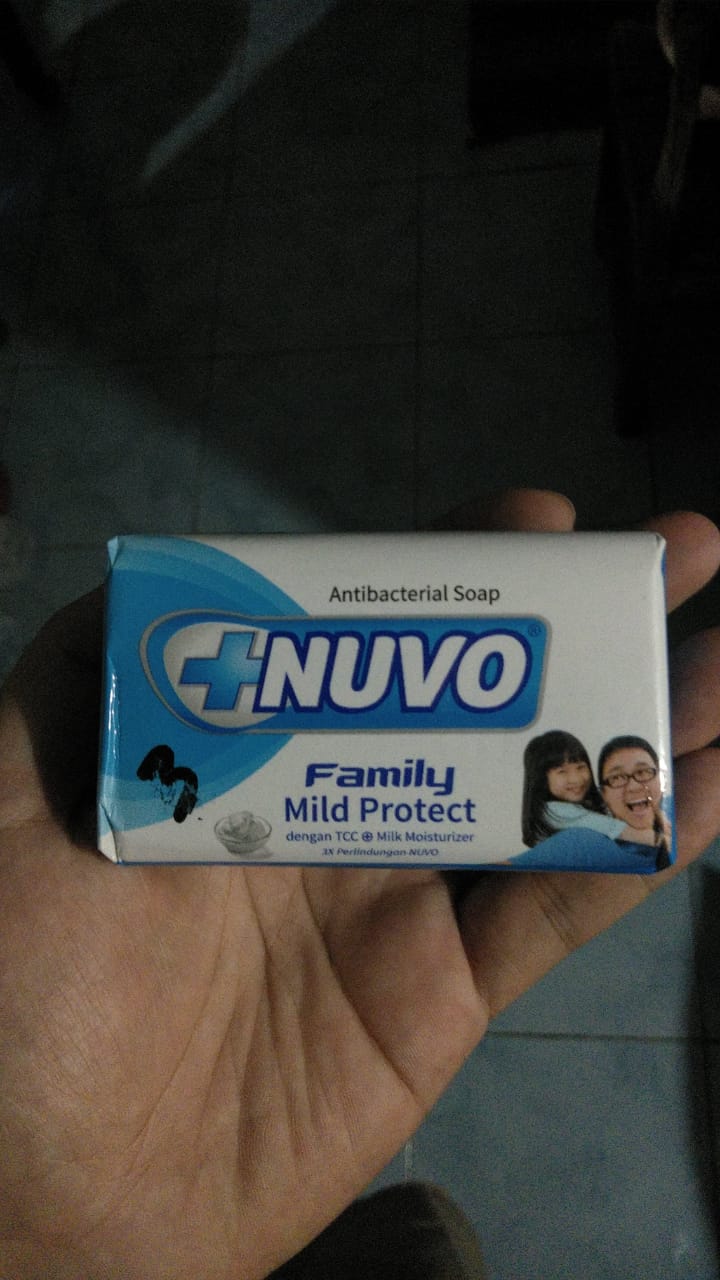 Antibacterial Soap
NUVO®
Family
Mild Protect
dengan TCC ⊕ Milk Moisturizer
3X Perlindungan NUVO